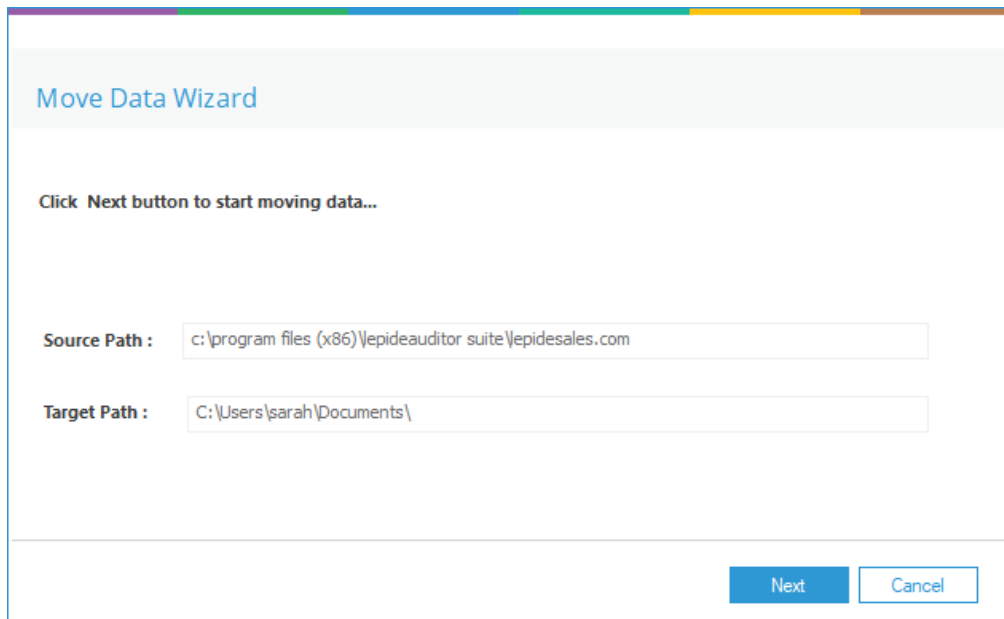 Move Data Wizard
Click Next button to start moving data...
Source Path : c:\program files (x86)\lepideauditor suite\lepidesales.com
Target Path : C:\Users\sarah\Documents\
Next Cancel